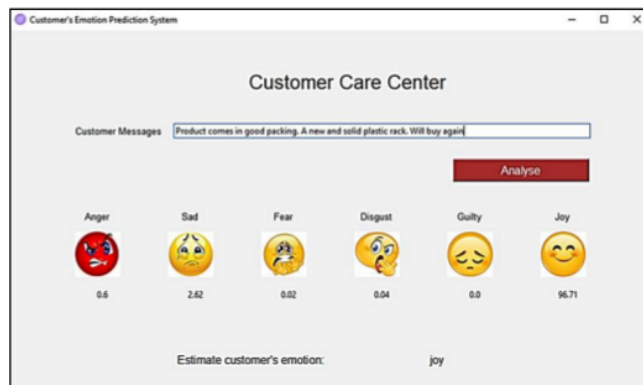 Customer's Emotion Prediction System
Customer Care Center
Customer Messages Product comes in good packing. A new and solid plastic rack. Will buy again
Analyse
Anger Sad Fear Disgust Guilty Joy
0.6 2.62 0.02 0.04 0.0 96.71
Estimate customer's emotion: joy